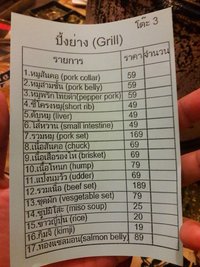 โต๊ะ 3
ปิ้งย่าง (Grill)
รายการ ราคา จำนวน
1.หมูสันคอ (pork collar) 59
2.หมูสามชั้น (pork belly) 59
3.หมูพริกไทยดำ(pepper pork) 59
4.ซี่โครงหมู(short rib) 49
5.ตับหมู (liver) 49
6.ไส้หวาน (small intestine) 49
7.รวมหมู (pork set) 169
8.เนื้อสันคอ (chuck) 69
9.เนื้อเสือร้องไห้ (brisket) 69
10.เนื้อโหนก (hump) 79
11.แปงนมวัว (udder) 69
12.รวมเนื้อ (beef set) 189
13.ชุดผัก (vesgetable set) 79
14.ซุปมิโสะ (miso soup) 25
15.ข้าวญี่ปุ่น (rice) 20
16.กิมจิ (kimji) 19
17.ท้องแซลมอน(salmon belly) 89